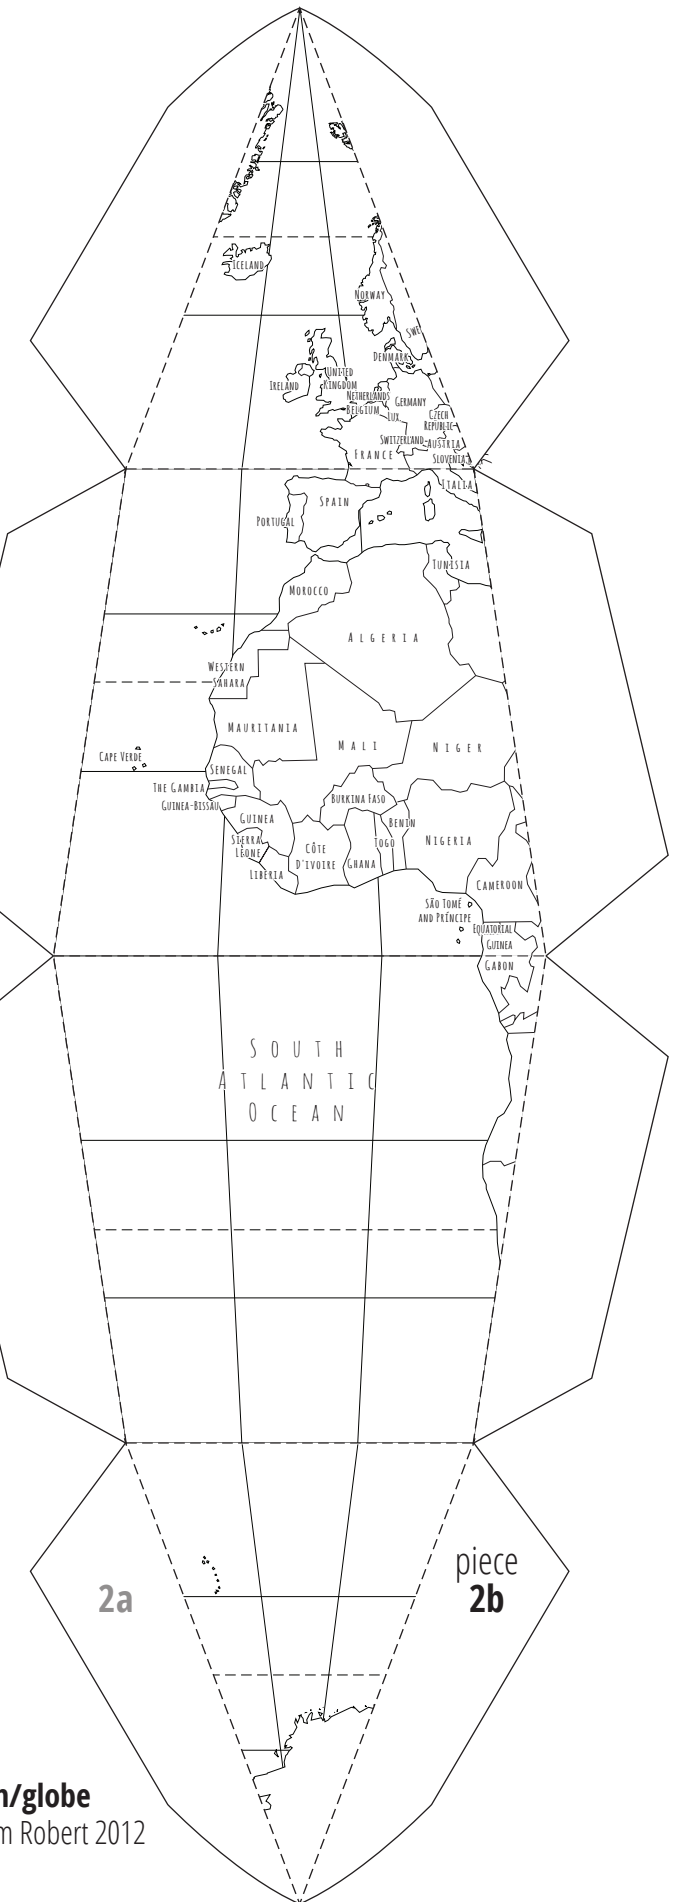 Iceland
Norway
Swe
Denmark
United
Kingdom
Ireland
Netherlands
Belgium
Germany
Lux
Czech
Republic
Switzerland
Austria
France
Slovenia
Italia
Spain
Portugal
Tunisia
Morocco
Algeria
Western
Sahara
Mauritania
Mali
Niger
Cape Verde
Senegal
The Gambia
Guinea-Bissau
Burkina Faso
Guinea
Benin
Sierra
Leone
Côte
d'Ivoire
Togo
Nigeria
Ghana
Liberia
Cameroon
São Tomé
and Príncipe
Equatorial
Guinea
Gabon
South
Atlantic
Ocean
piece
2a
2b
n/globe
m Robert 2012